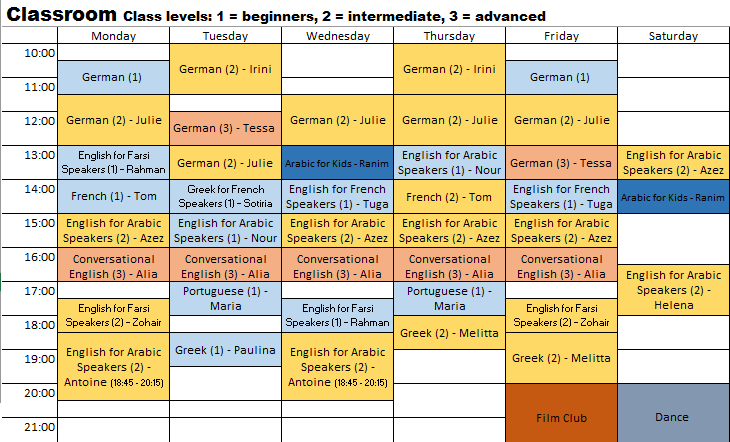 Classroom Class levels: 1 = beginners, 2 = intermediate, 3 = advanced
Monday Tuesday Wednesday Thursday Friday Saturday
10:00
German (2) - Irini
German (2) - Irini
German (1)
German (1)
11:00
German (2) - Julie
German (2) - Julie
German (2) - Julie
German (2) - Julie
12:00
German (3) - Tessa
13:00
English for Farsi
Speakers (1) - Rahman
German (2) - Julie
Arabic for Kids - Ranim
English for Arabic
Speakers (1) - Nour
German (3) - Tessa
English for Arabic
Speakers (2) - Azez
14:00
French (1) - Tom
Greek for French
Speakers (1) - Sotiria
English for French
Speakers (1) - Tuga
French (2) - Tom
English for French
Speakers (1) - Tuga
Arabic for Kids - Ranim
15:00
English for Arabic
Speakers (2) - Azez
English for Arabic
Speakers (1) - Nour
English for Arabic
Speakers (2) - Azez
English for Arabic
Speakers (2) - Azez
English for Arabic
Speakers (2) - Azez
16:00
Conversational
English (3) - Alia
Conversational
English (3) - Alia
Conversational
English (3) - Alia
Conversational
English (3) - Alia
Conversational
English (3) - Alia
English for Arabic
Speakers (2) -
Helena
17:00
Portuguese (1) -
Maria
Portuguese (1) -
Maria
English for Farsi
Speakers (2) - Zohair
English for Farsi
Speakers (1) - Rahman
English for Farsi
Speakers (2) - Zohair
18:00
Greek (2) - Melitta
English for Arabic
Speakers (2) -
Antoine (18:45 - 20:15)
Greek (1) - Paulina
English for Arabic
Speakers (2) -
Antoine (18:45 - 20:15)
Greek (2) - Melitta
19:00
20:00
Film Club
Dance
21:00